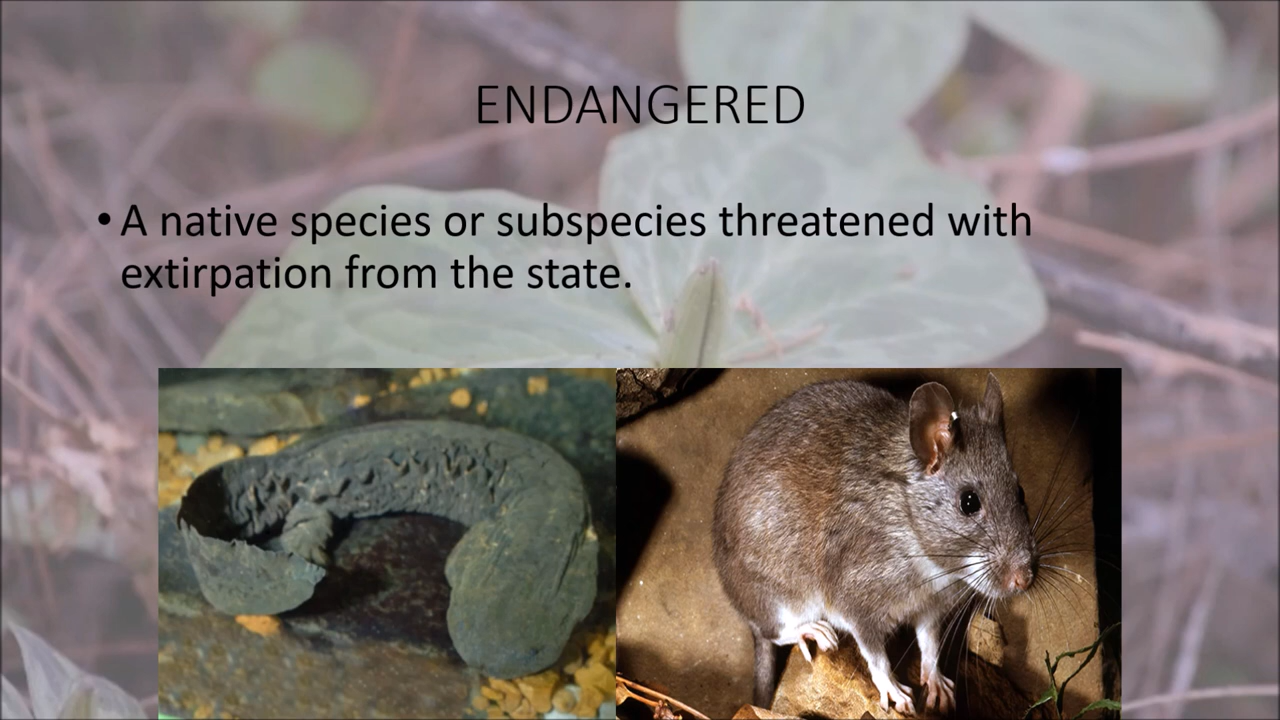 ENDANGERED
• A native species or subspecies threatened with
extirpation from the state.